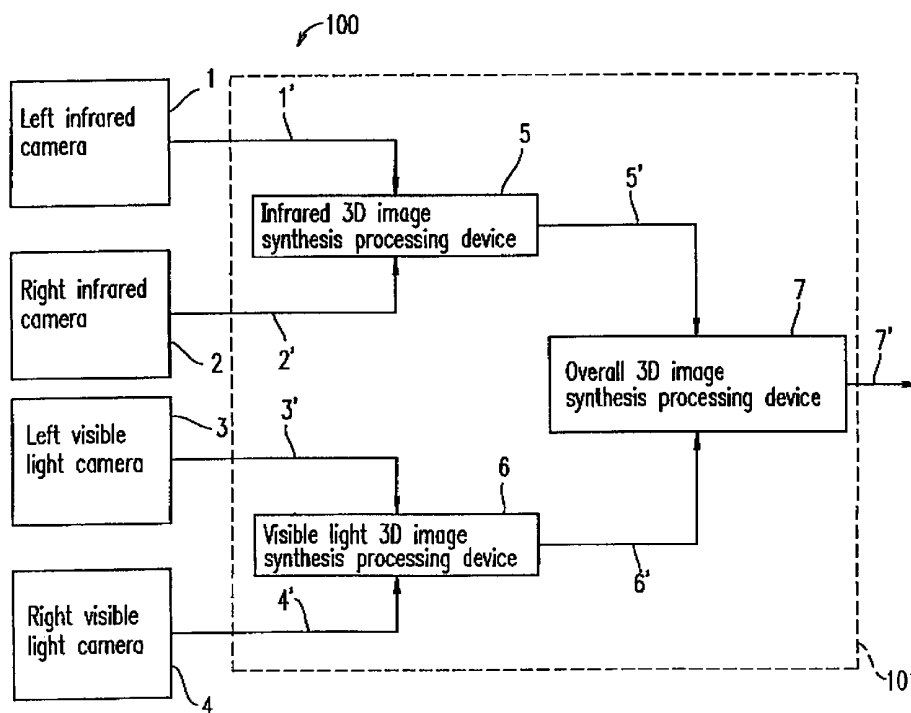 100
1
Left infrared
camera
1'
5
Infrared 3D image
synthesis processing device
5'
Right infrared
camera
2
2'
7
Overall 3D image
synthesis processing device
7'
3
Left visible
light camera
3'
6
Visible light 3D image
synthesis processing device
6'
4'
Right visible
light camera
4
10